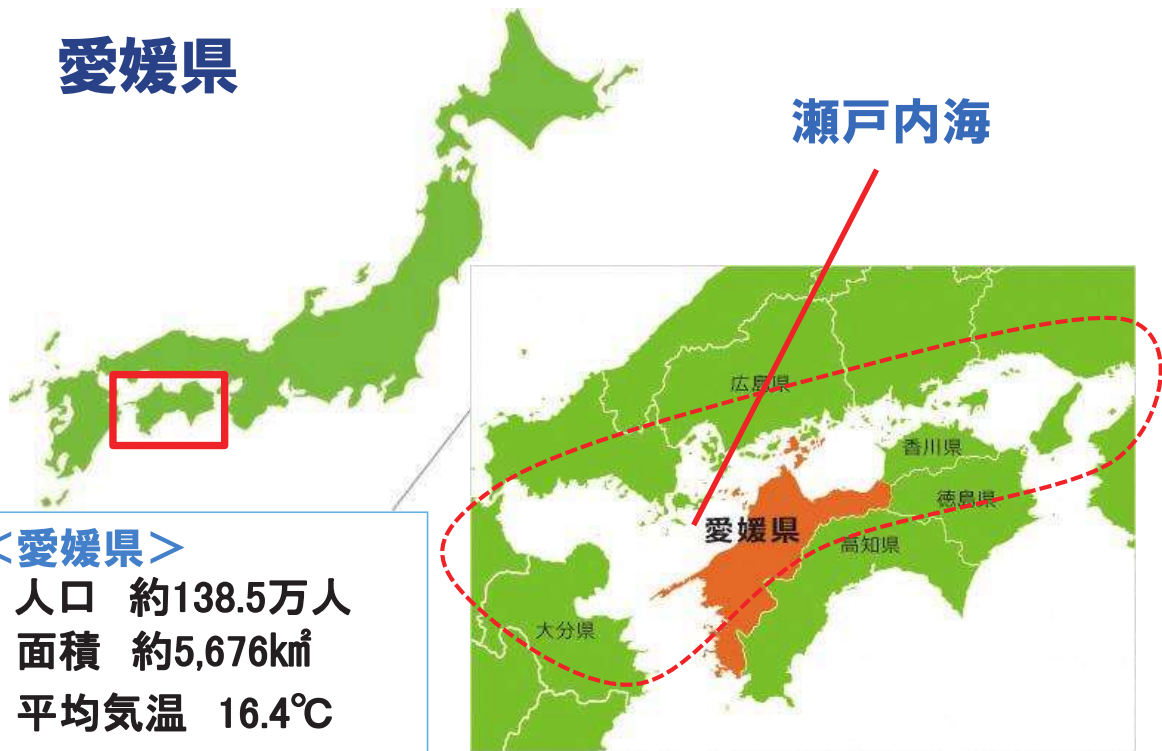 愛媛県
瀬戸内海
広島県
香川県
徳島県
愛媛県
高知県
大分県
＜愛媛県＞
人口 約138.5万人
面積 約5,676㎢
平均気温 16.4℃